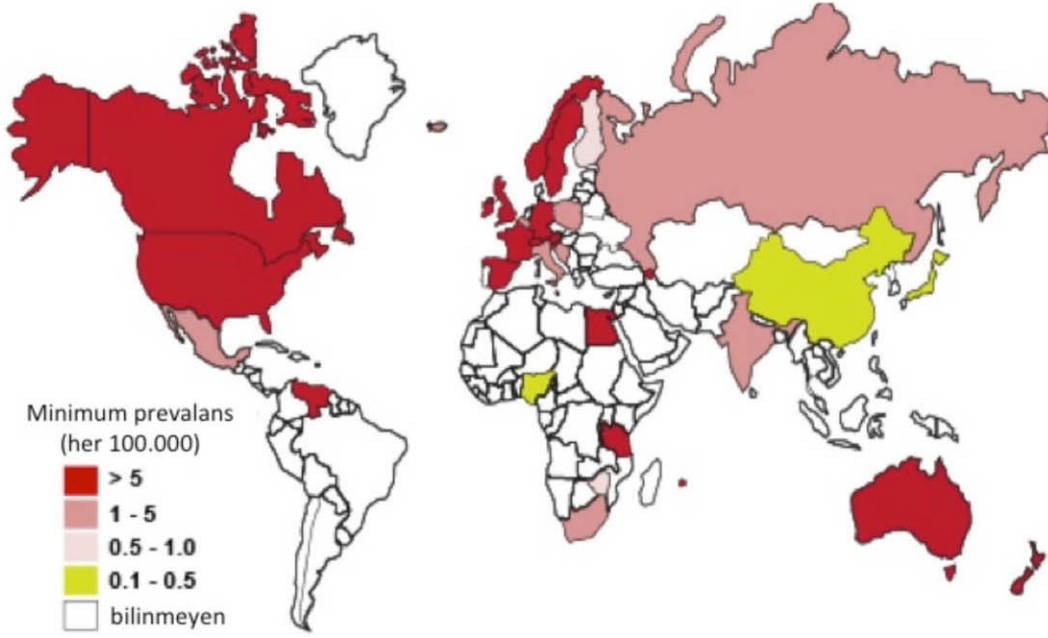 Minimum prevalans
(her 100.000)
> 5
1 - 5
0.5 - 1.0
0.1 - 0.5
bilinmeyen